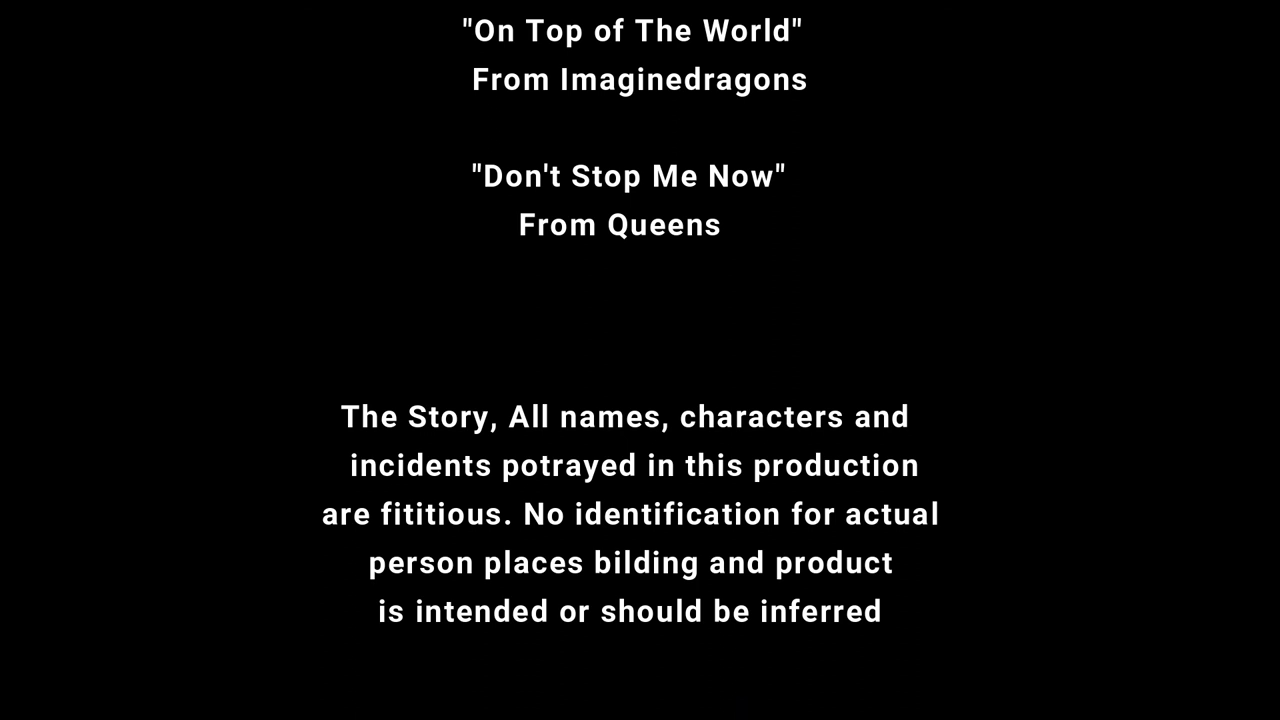 "On Top of The World"
From Imaginedragons
"Don't Stop Me Now"
From Queens
The Story, All names, characters and
incidents potrayed in this production
are fititious. No identification for actual
person places bilding and product
is intended or should be inferred